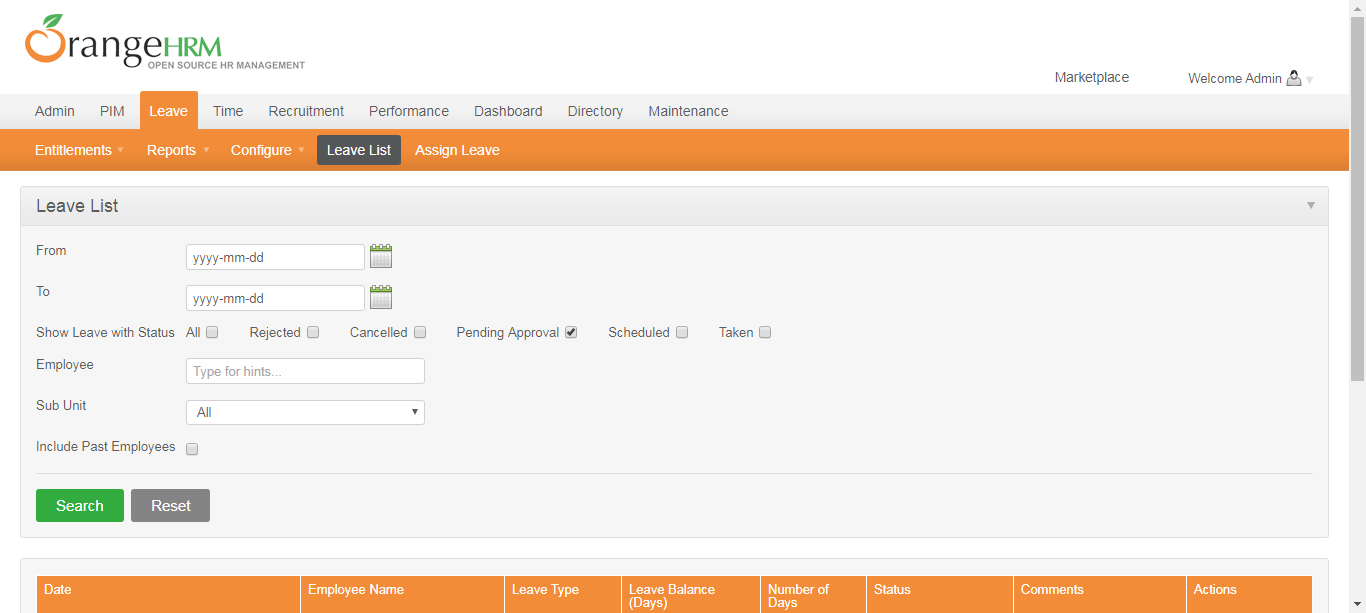 OrangeHRM
OPEN SOURCE HR MANAGEMENT
Marketplace Welcome Admin
Admin PIM Leave Time Recruitment Performance Dashboard Directory Maintenance
Entitlements Reports Configure Leave List Assign Leave
Leave List
From yyyy-mm-dd
To yyyy-mm-dd
Show Leave with Status All Rejected Cancelled Pending Approval Scheduled Taken
Employee Type for hints...
Sub Unit All
Include Past Employees
Search Reset
Date Employee Name Leave Type Leave Balance Number of Status Comments Actions
(Days) Days